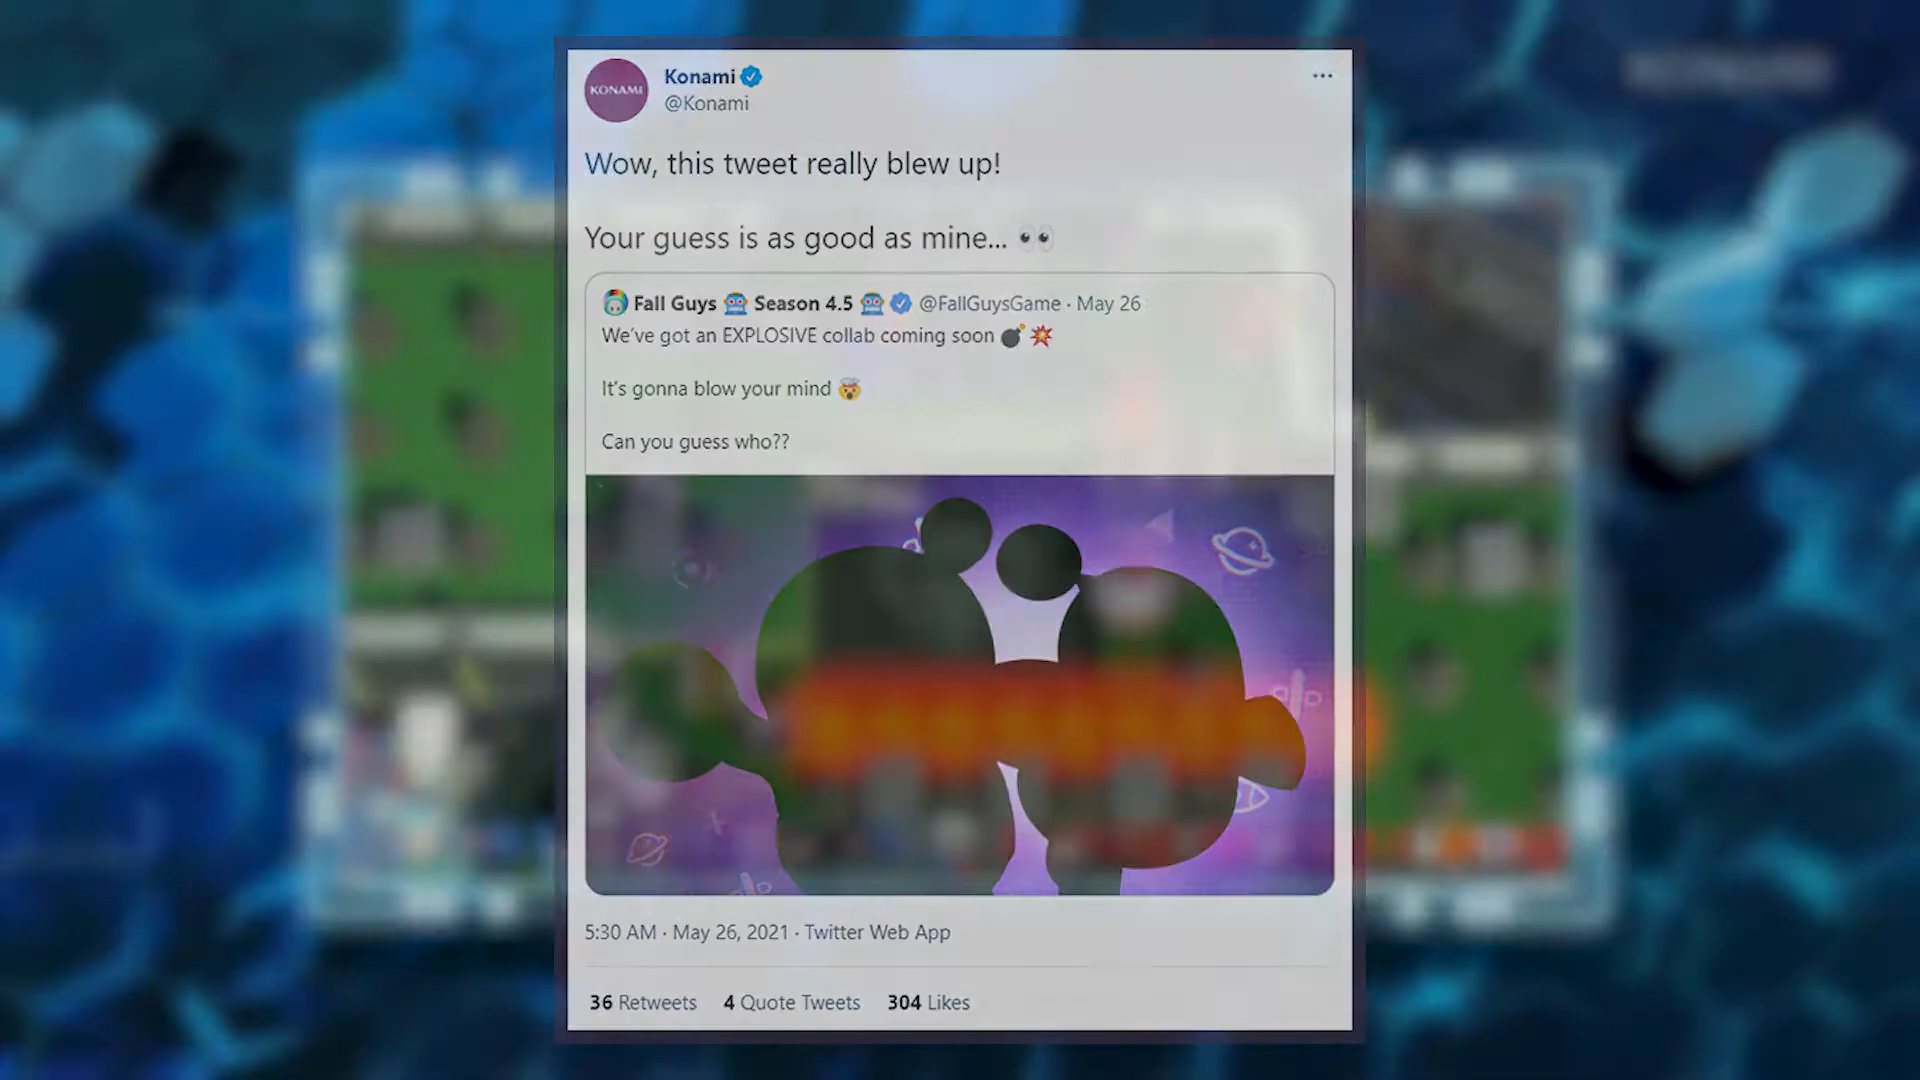 KONAMI
Konami
KONAMI
@Konami
Wow, this tweet really blew up!
Your guess is as good as mine... 👀
Fall Guys 🤖 Season 4.5 🤖 @FallGuysGame · May 26
We've got an EXPLOSIVE collab coming soon 💣💥
It's gonna blow your mind 🤯
Can you guess who??
5:30 AM · May 26, 2021 · Twitter Web App
36 Retweets 4 Quote Tweets 304 Likes